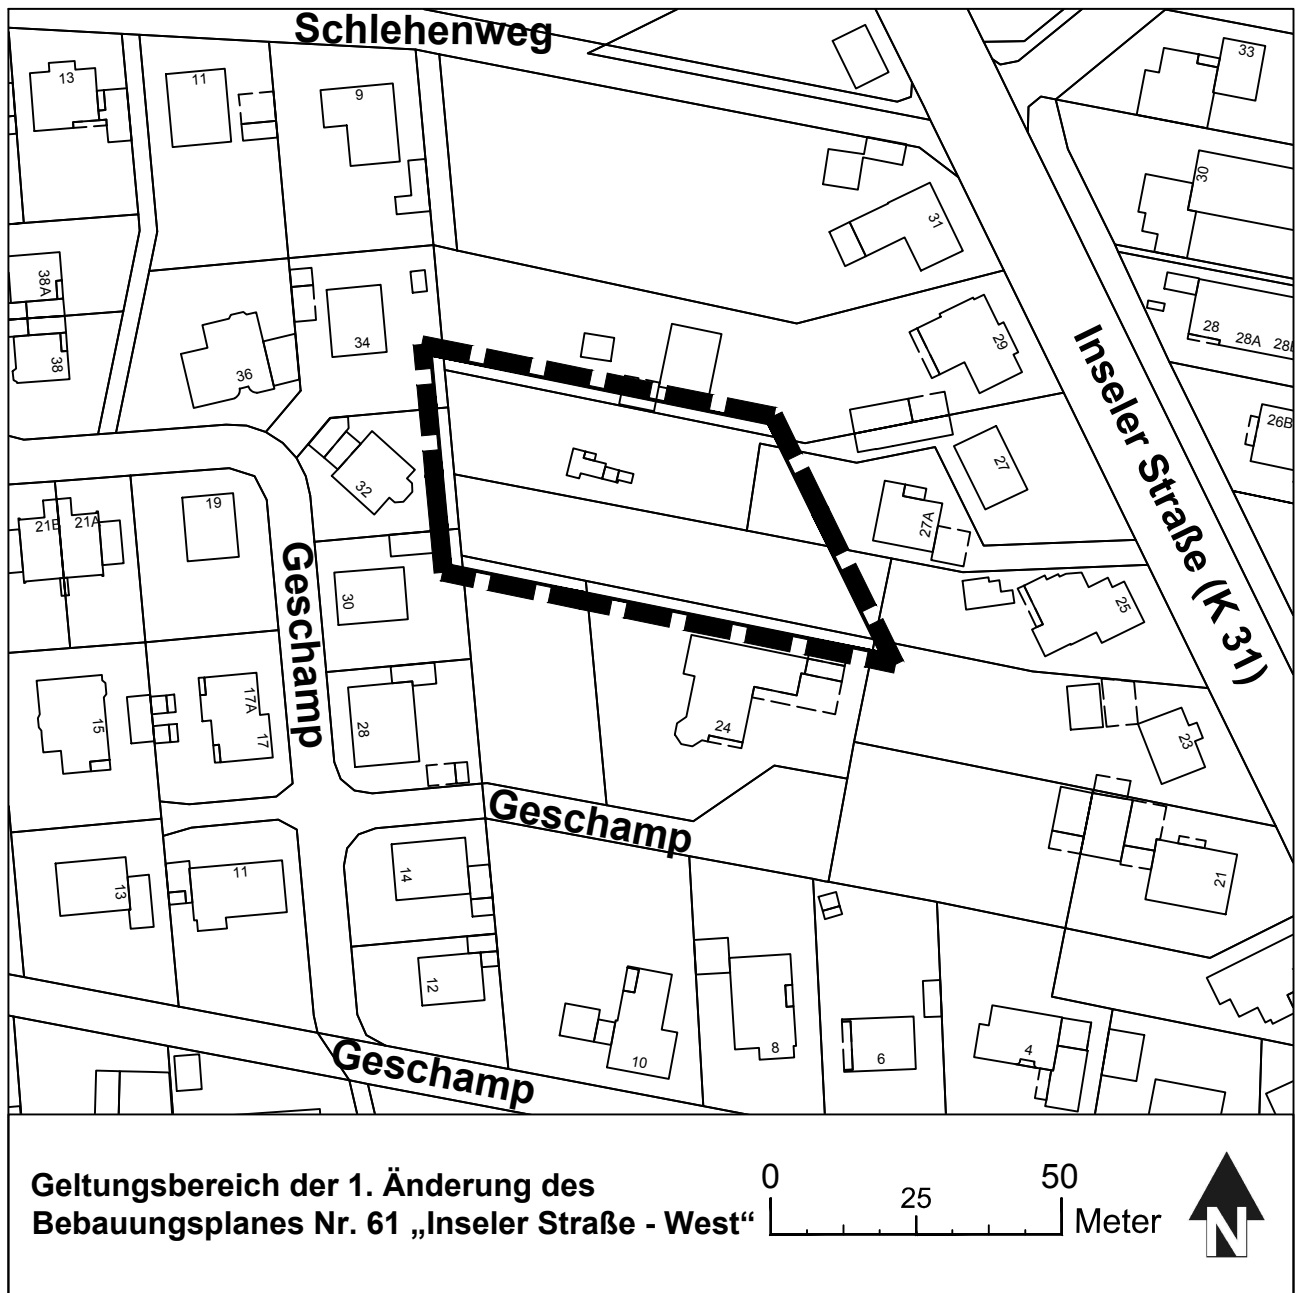 Schlehenweg
13
11
9
33
30
31
38A
34
29
28
28A
38
36
26B
27
32
19
21B
21A
27A
Inseler Straße (K 31)
Geschamp
30
25
17A
15
17
28
24
23
Geschamp
14
13
11
21
12
10
8
6
4
Geschamp
Geltungsbereich der 1. Änderung des
Bebauungsplanes Nr. 61 „Inseler Straße - West“
0
25
50
Meter
N